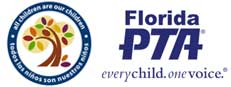 all children are our children
todos los niños son nuestros niños
Florida
PTA®
everychild.onevoice.®